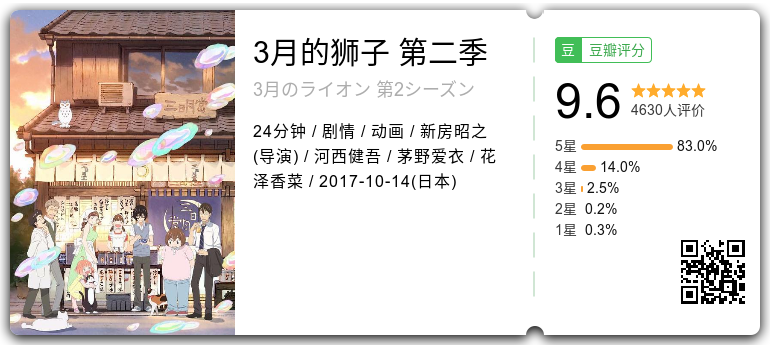 3月的狮子 第二季
3月のライオン 第2シーズン
24分钟 / 剧情 / 动画 / 新房昭之
(导演) / 河西健吾 / 茅野爱衣 / 花
泽香菜 / 2017-10-14(日本)
豆 豆瓣评分
9.6
4630人评价
5星 83.0%
4星 14.0%
3星 2.5%
2星 0.2%
1星 0.3%
三日月堂